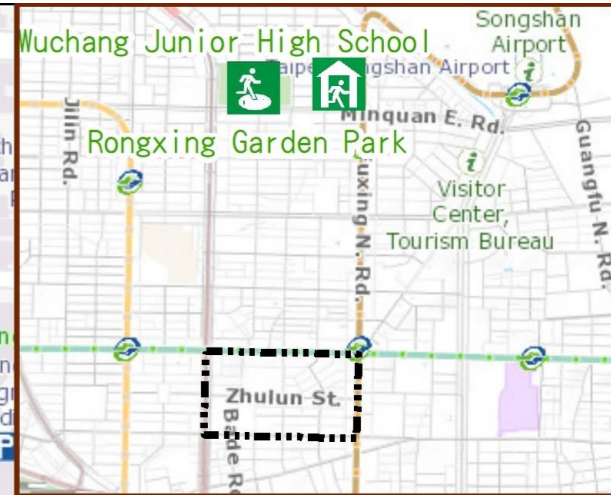 Songshan
Airport
Wuchang Junior High School
Taipei Songshan Airport
Minquan E. Rd.
Jilin Rd.
Rongxing Garden Park
Guangfu N. Rd.
Fuxing N. Rd.
Visitor
Center,
Tourism Bureau
Zhulun St.
Bade Rd
P